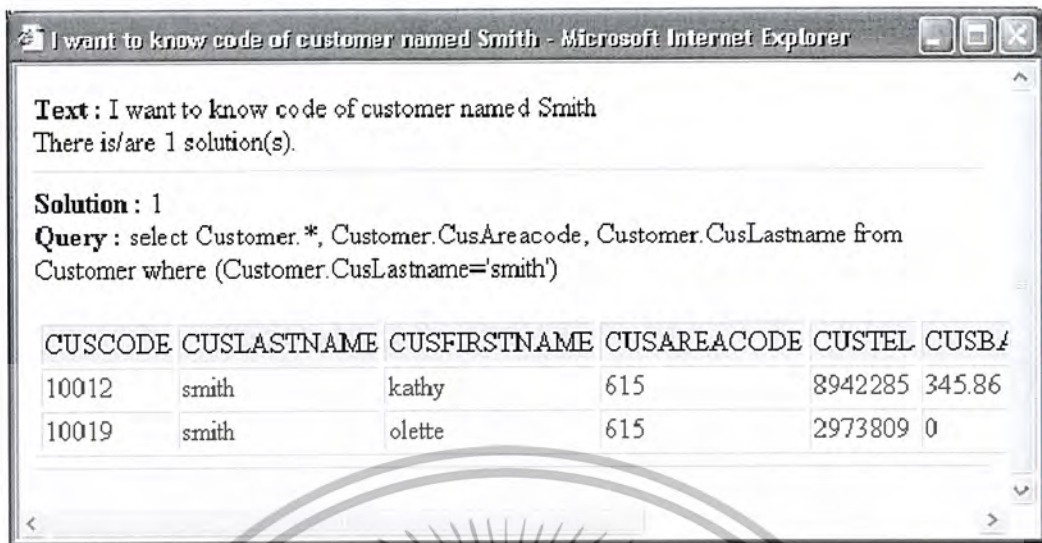 I want to know code of customer named Smith - Microsoft Internet Explorer
Text : I want to know code of customer named Smith
There is/are 1 solution(s).
Solution : 1
Query : select Customer.*, Customer.CusAreacode, Customer.CusLastname from
Customer where (Customer.CusLastname='smith')
CUSCODE CUSLASTNAME CUSFIRSTNAME CUSAREACODE CUSTEL CUSBA
10012 smith kathy 615 8942285 345.86
10019 smith olette 615 2973809 0